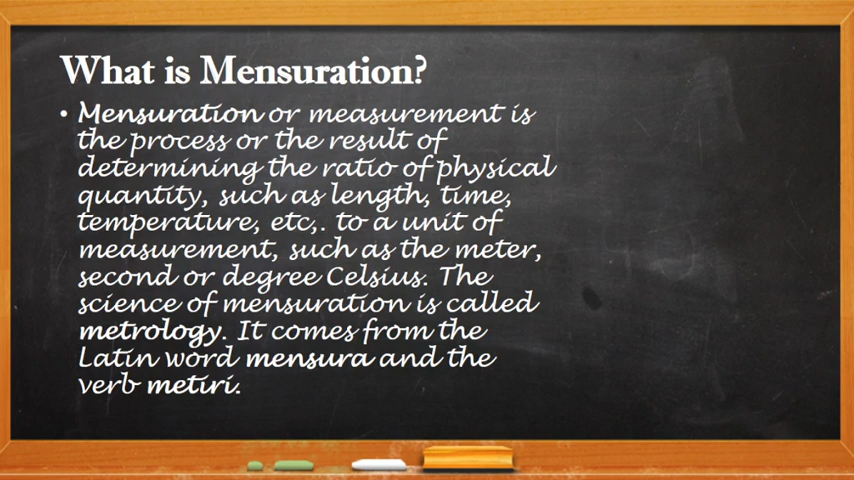 What is Mensuration?
• Mensuration or measurement is
the process or the result of
determining the ratio of physical
quantity, such as length, time,
temperature, etc,. to a unit of
measurement, such as the meter,
second or degree Celsius. The
science of mensuration is called
metrology. It comes from the
Latin word mensura and the
verb metiri.